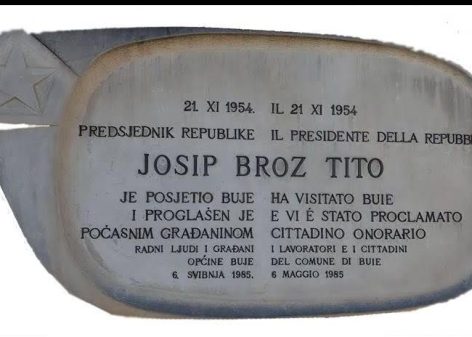 21. XI 1954. IL 21 XI 1954
PREDSJEDNIK REPUBLIKE IL PRESIDENTE DELLA REPUBB
JOSIP BROZ TITO
JE POSJETIO BUJE HA VISITATO BUIE
I PROGLAŠEN JE E VI É STATO PROCLAMATO
POČASNIM GRAĐANINOM CITTADINO ONORARIO
RADNI LJUDI I GRAĐANI I LAVORATORI E I CITTADINI
OPĆINE BUJE DEL COMUNE DI BUIE
6. SVIBNJA 1985. 6 MAGGIO 1985